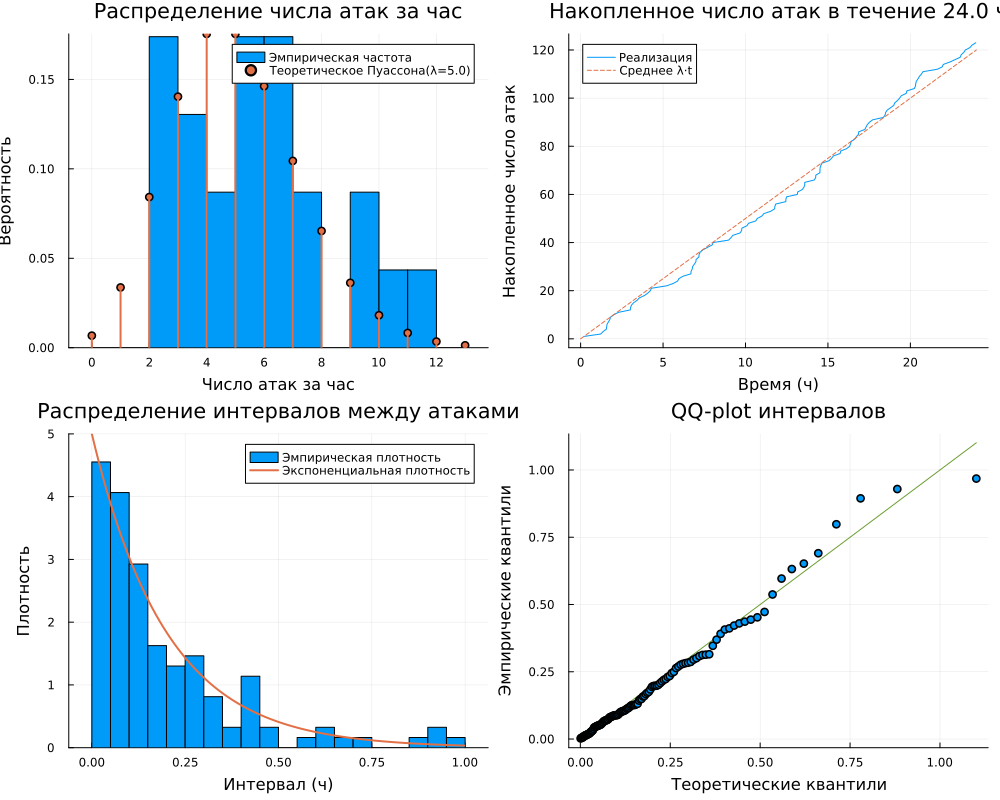 Распределение числа атак за час
Эмпирическая частота
Теоретическое Пуассона(λ=5.0)
Вероятность
0.15
0.10
0.05
0.00
0 2 4 6 8 10 12
Число атак за час
Накопленное число атак в течение 24.0 ч
Реализация
Среднее λ·t
Накопленное число атак
120
100
80
60
40
20
0
0 5 10 15 20
Время (ч)
Распределение интервалов между атаками
Эмпирическая плотность
Экспоненциальная плотность
Плотность
5
4
3
2
1
0
0.00 0.25 0.50 0.75 1.00
Интервал (ч)
QQ-plot интервалов
Эмпирические квантили
1.00
0.75
0.50
0.25
0.00
0.00 0.25 0.50 0.75 1.00
Теоретические квантили